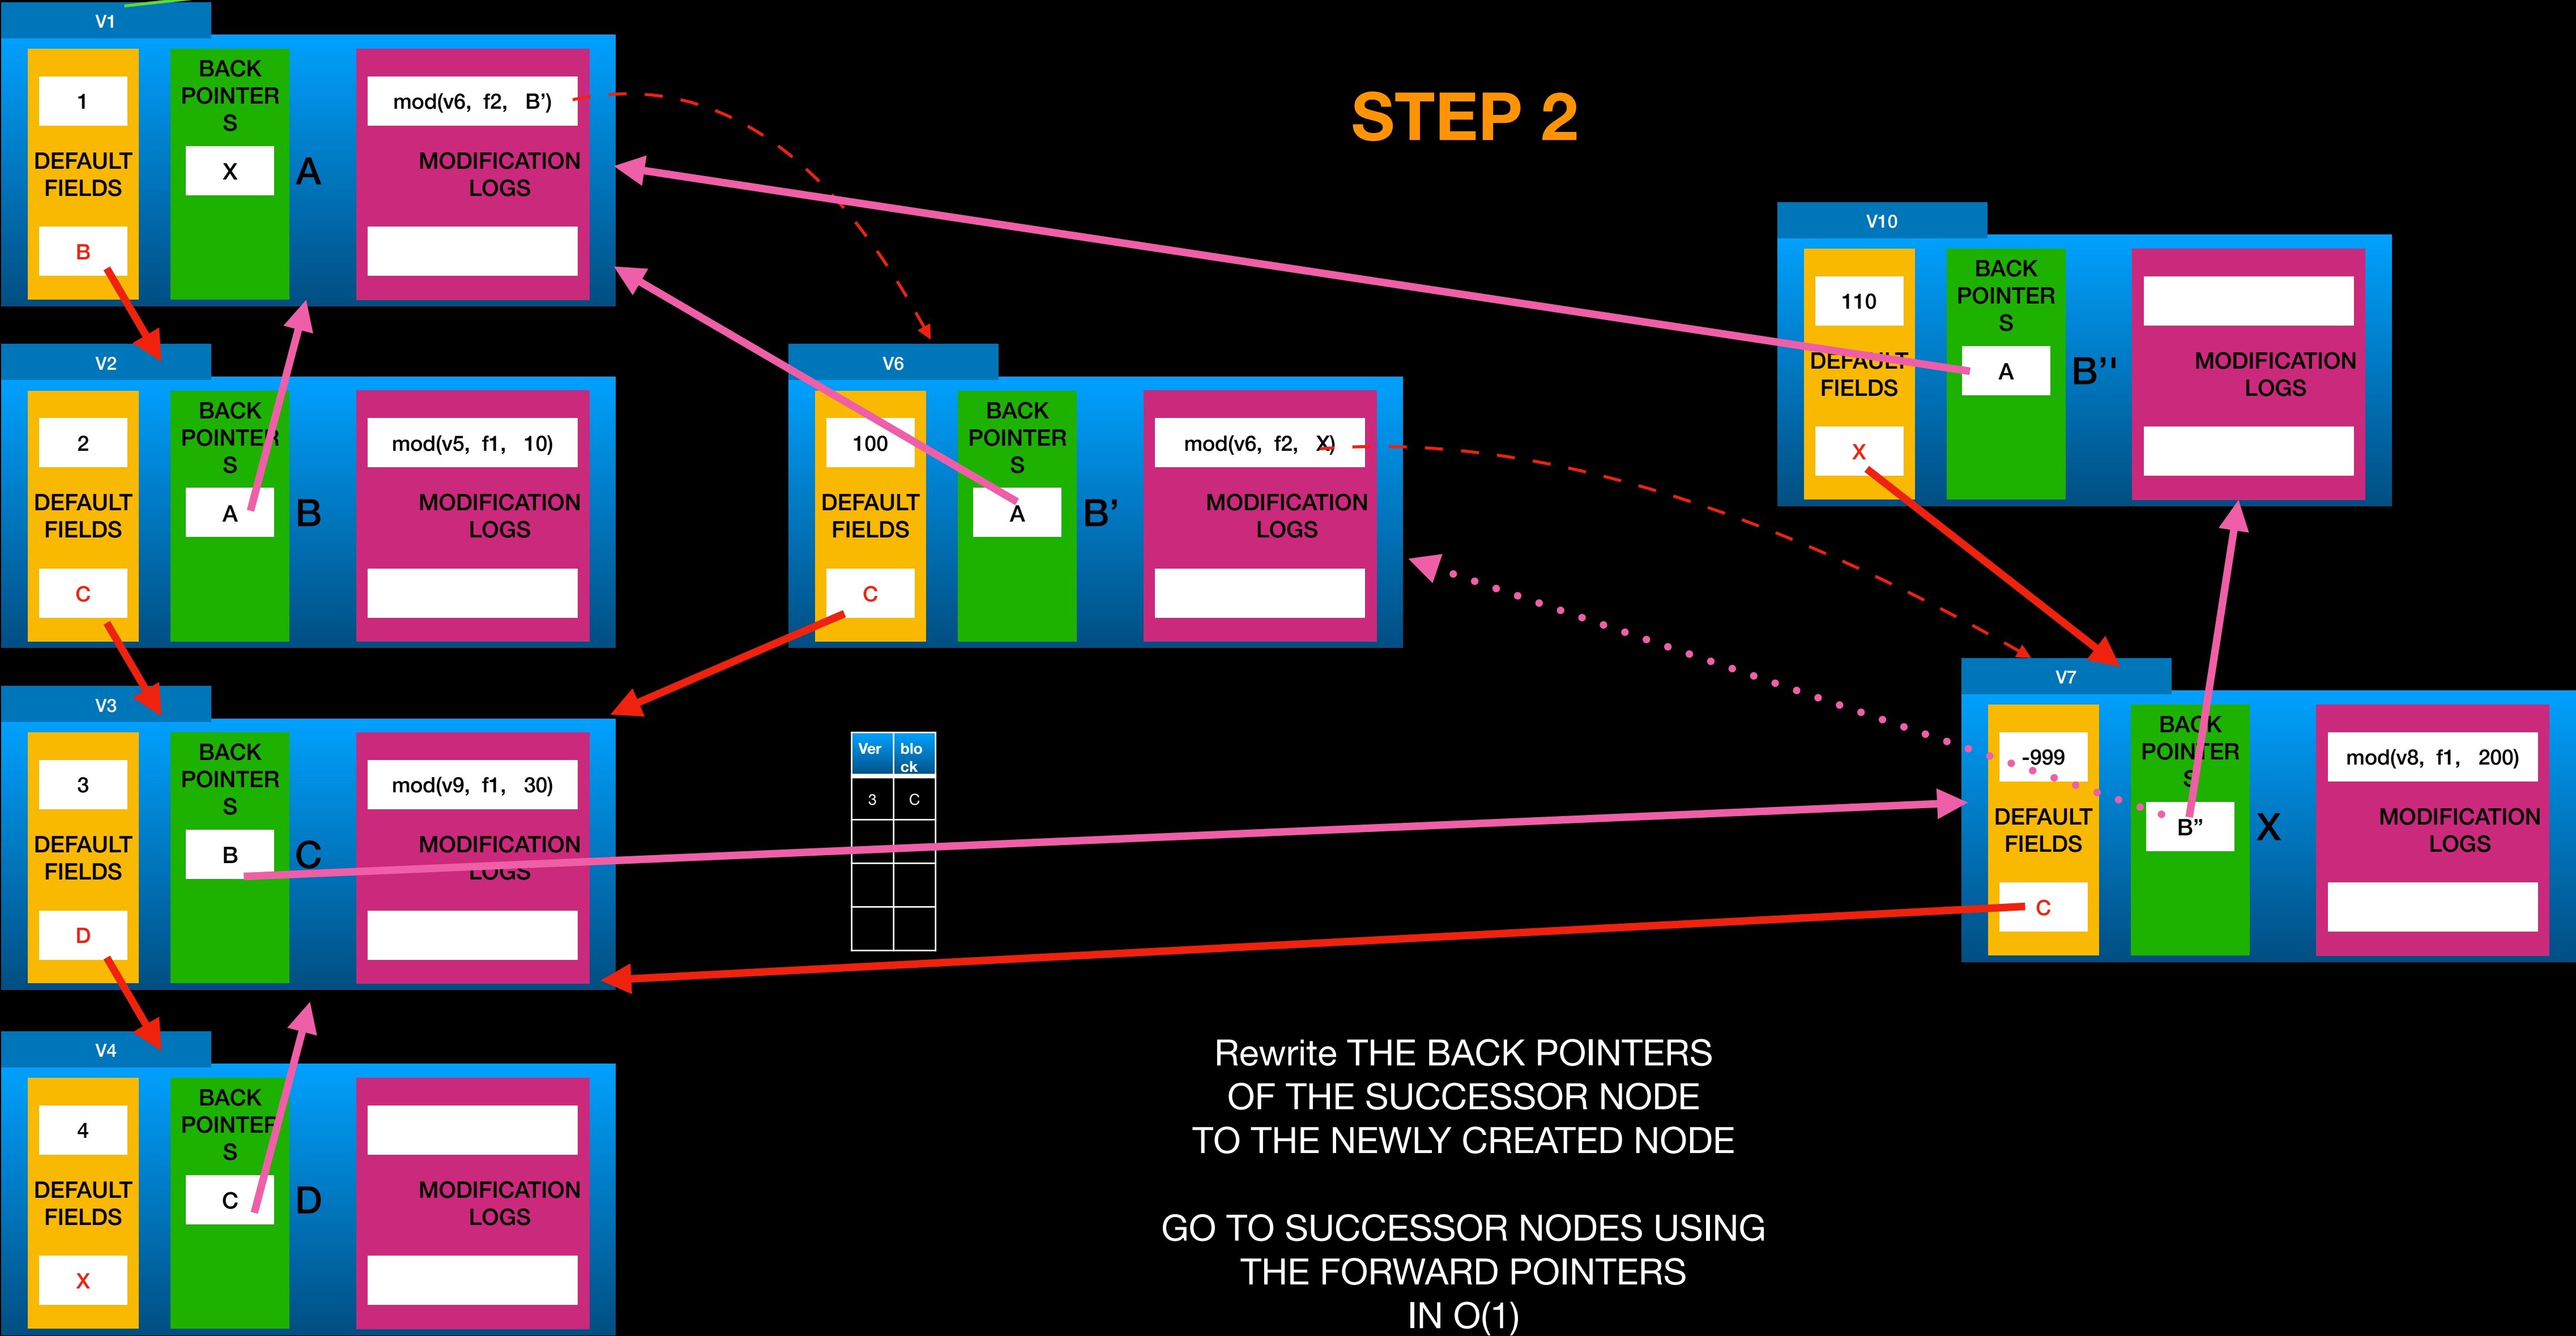 V1
1
DEFAULT
FIELDS
B
BACK
POINTER
S
X
A
mod(v6, f2, B’)
MODIFICATION
LOGS
STEP 2
V2
2
DEFAULT
FIELDS
C
BACK
POINTER
S
A
B
mod(v5, f1, 10)
MODIFICATION
LOGS
V6
100
DEFAULT
FIELDS
C
BACK
POINTER
S
A
B’
mod(v6, f2, X)
MODIFICATION
LOGS
V10
110
DEFAULT
FIELDS
X
BACK
POINTER
S
A
B’'
MODIFICATION
LOGS
V3
3
DEFAULT
FIELDS
D
BACK
POINTER
S
B
C
mod(v9, f1, 30)
MODIFICATION
LOGS
Ver
blo
ck
3
C
V7
-999
DEFAULT
FIELDS
C
BACK
POINTER
S
B”
X
mod(v8, f1, 200)
MODIFICATION
LOGS
V4
4
DEFAULT
FIELDS
X
BACK
POINTER
S
C
D
MODIFICATION
LOGS
Rewrite THE BACK POINTERS
OF THE SUCCESSOR NODE
TO THE NEWLY CREATED NODE
GO TO SUCCESSOR NODES USING
THE FORWARD POINTERS
IN O(1)